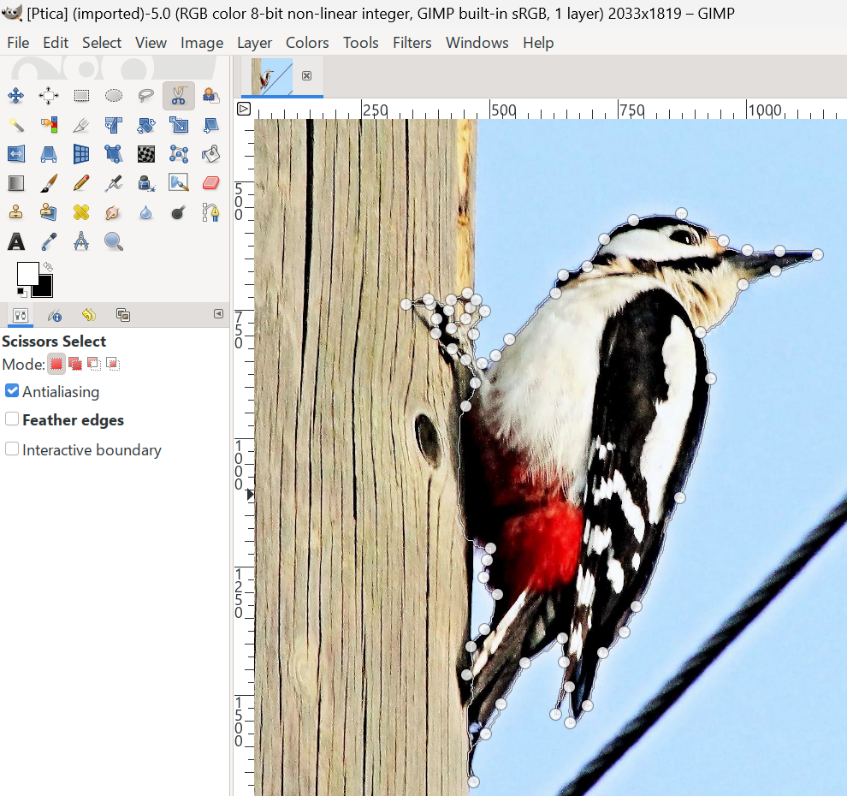 [Ptica] (imported)-5.0 (RGB color 8-bit non-linear integer, GIMP built-in sRGB, 1 layer) 2033x1819 – GIMP
File Edit Select View Image Layer Colors Tools Filters Windows Help
250 500 750 1000
500
750
1000
1250
1500
Scissors Select
Mode:
Antialiasing
Feather edges
Interactive boundary